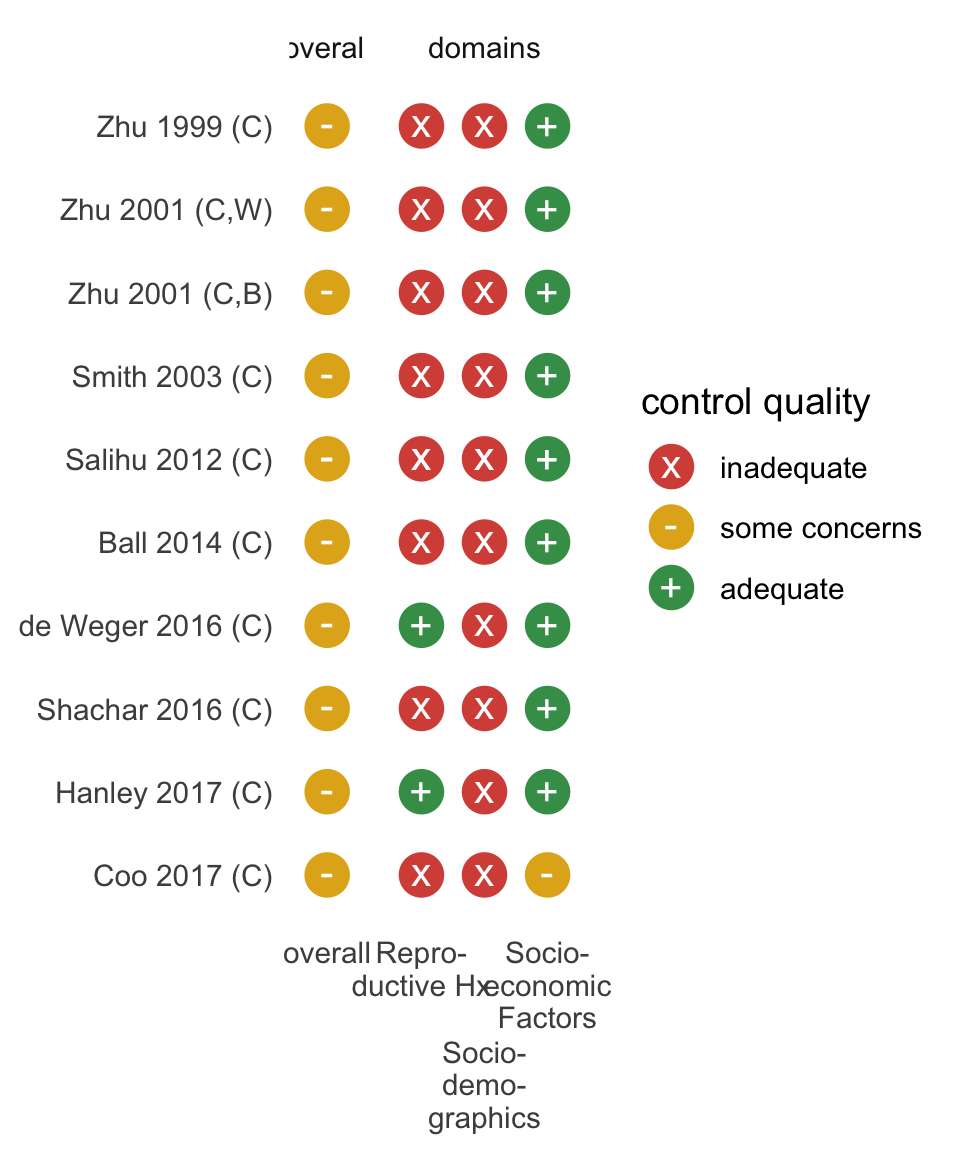 overal domains
Zhu 1999 (C) - x x +
Zhu 2001 (C,W) - x x +
Zhu 2001 (C,B) - x x +
Smith 2003 (C) - x x +
Salihu 2012 (C) - x x +
Ball 2014 (C) - x x +
de Weger 2016 (C) - + x +
Shachar 2016 (C) - x x +
Hanley 2017 (C) - + x +
Coo 2017 (C) - x x -
control quality
x inadequate
- some concerns
+ adequate
overall
Repro-
ductive Hx
Socio-
demo-
graphics
Socio-
economic
Factors